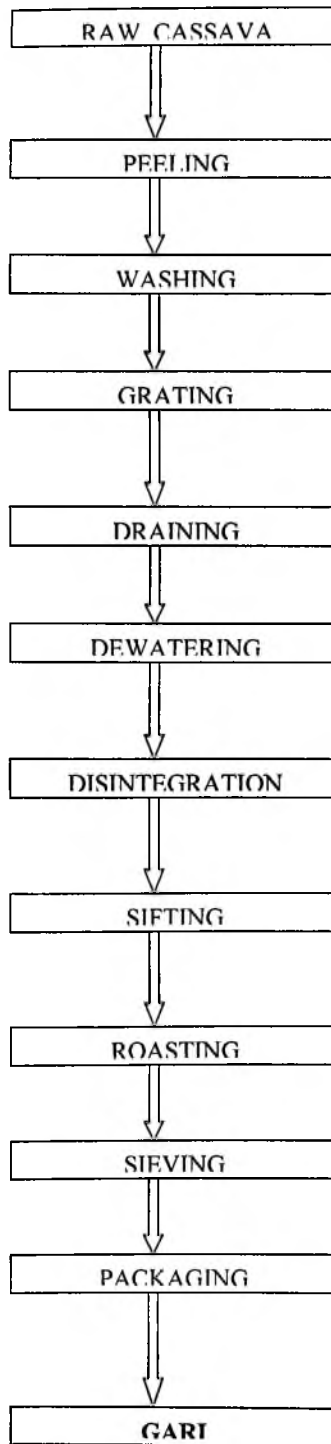 RAW CASSAVA
PEELING
WASHING
GRATING
DRAINING
DEWATERING
DISINTEGRATION
SIFTING
ROASTING
SIEVING
PACKAGING
GARI